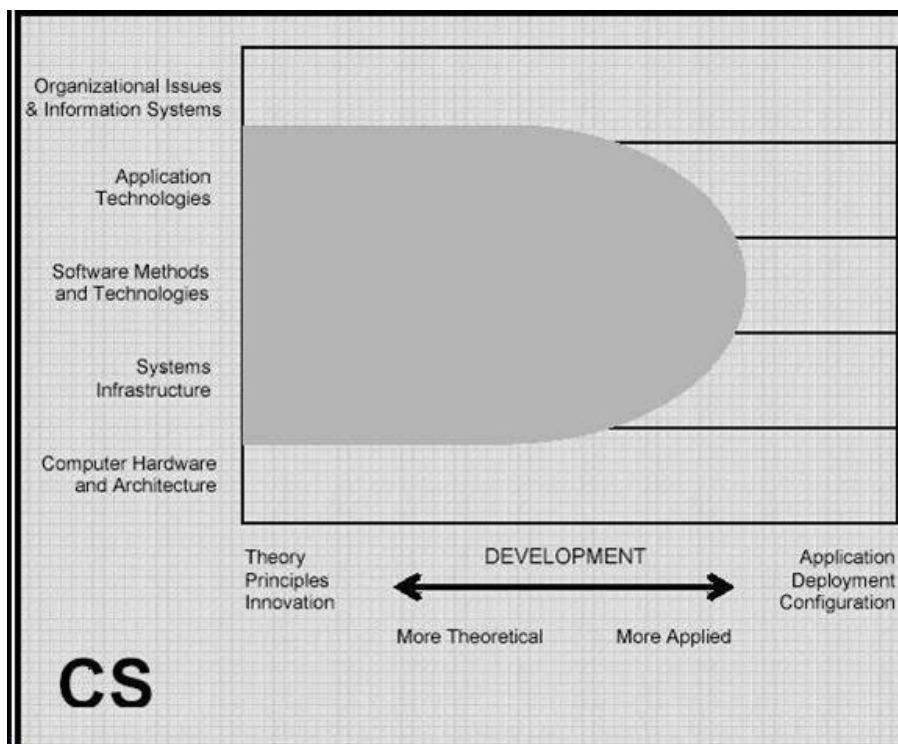 Organizational Issues
& Information Systems
Application
Technologies
Software Methods
and Technologies
Systems
Infrastructure
Computer Hardware
and Architecture
Theory
Principles
Innovation
DEVELOPMENT
Application
Deployment
Configuration
More Theoretical
More Applied
CS